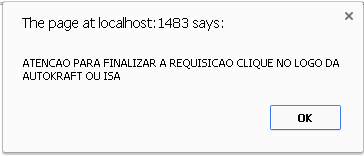 The page at localhost:1483 says:
ATENCAO PARA FINALIZAR A REQUISICAO CLIQUE NO LOGO DA
AUTOKRAFT OU ISA
OK